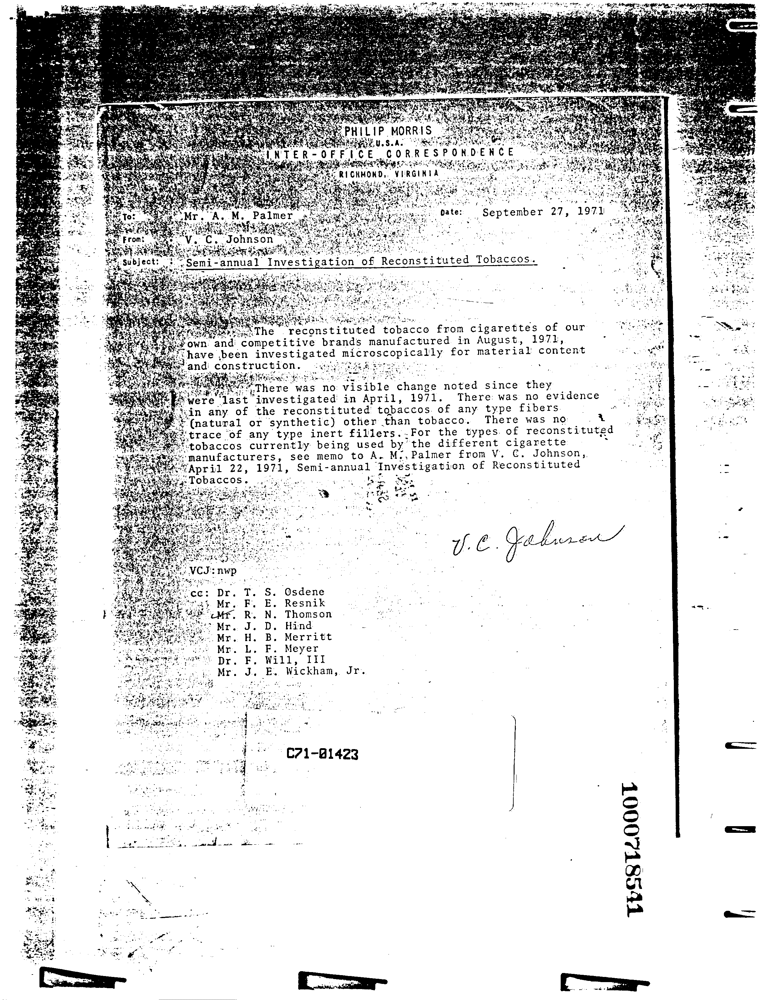 PHILIP MORRIS
U.S.A.
INTER-OFFICE CORRESPONDENCE
RICHMOND, VIRGINIA
To: Mr. A. M. Palmer Date: September 27, 1971
From: V. C. Johnson
Subject: Semi-annual Investigation of Reconstituted Tobaccos.
The reconstituted tobacco from cigarettes of our
own and competitive brands manufactured in August, 1971,
have been investigated microscopically for material content
and construction.
There was no visible change noted since they
were last investigated in April, 1971. There was no evidence
in any of the reconstituted tobaccos of any type fibers
(natural or synthetic) other than tobacco. There was no
trace of any type inert fillers. For the types of reconstituted
tobaccos currently being used by the different cigarette
manufacturers, see memo to A. M. Palmer from V. C. Johnson,
April 22, 1971, Semi-annual Investigation of Reconstituted
Tobaccos.
V. C. Johnson
VCJ:nwp
cc: Dr. T. S. Osdene
Mr. F. E. Resnik
Mr. R. N. Thomson
Mr. J. D. Hind
Mr. H. B. Merritt
Mr. L. F. Meyer
Dr. F. Will, III
Mr. J. E. Wickham, Jr.
C71-01423
1000718541